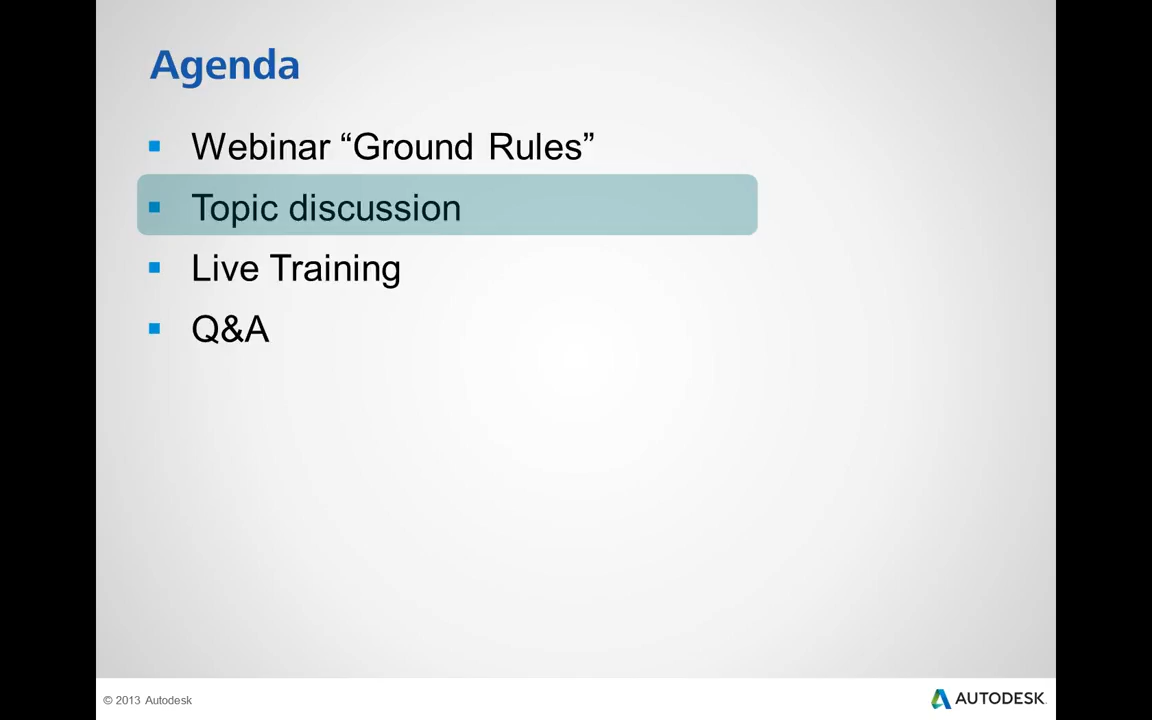 Agenda
Webinar “Ground Rules”
Topic discussion
Live Training
Q&A
© 2013 Autodesk
AUTODESK